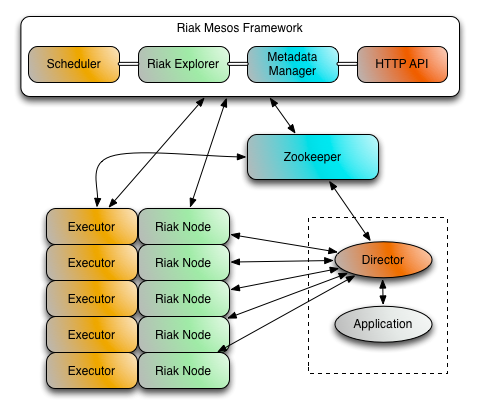 Riak Mesos Framework
Scheduler
Riak Explorer
Metadata
Manager
HTTP API
Zookeeper
Executor
Riak Node
Executor
Riak Node
Director
Executor
Riak Node
Executor
Riak Node
Application
Executor
Riak Node